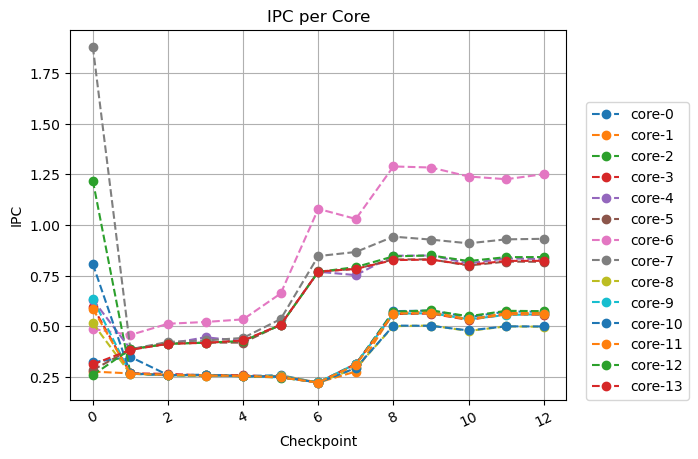 IPC per Core
IPC
1.75
1.50
1.25
1.00
0.75
0.50
0.25
0
2
4
6
8
10
12
Checkpoint
core-0
core-1
core-2
core-3
core-4
core-5
core-6
core-7
core-8
core-9
core-10
core-11
core-12
core-13